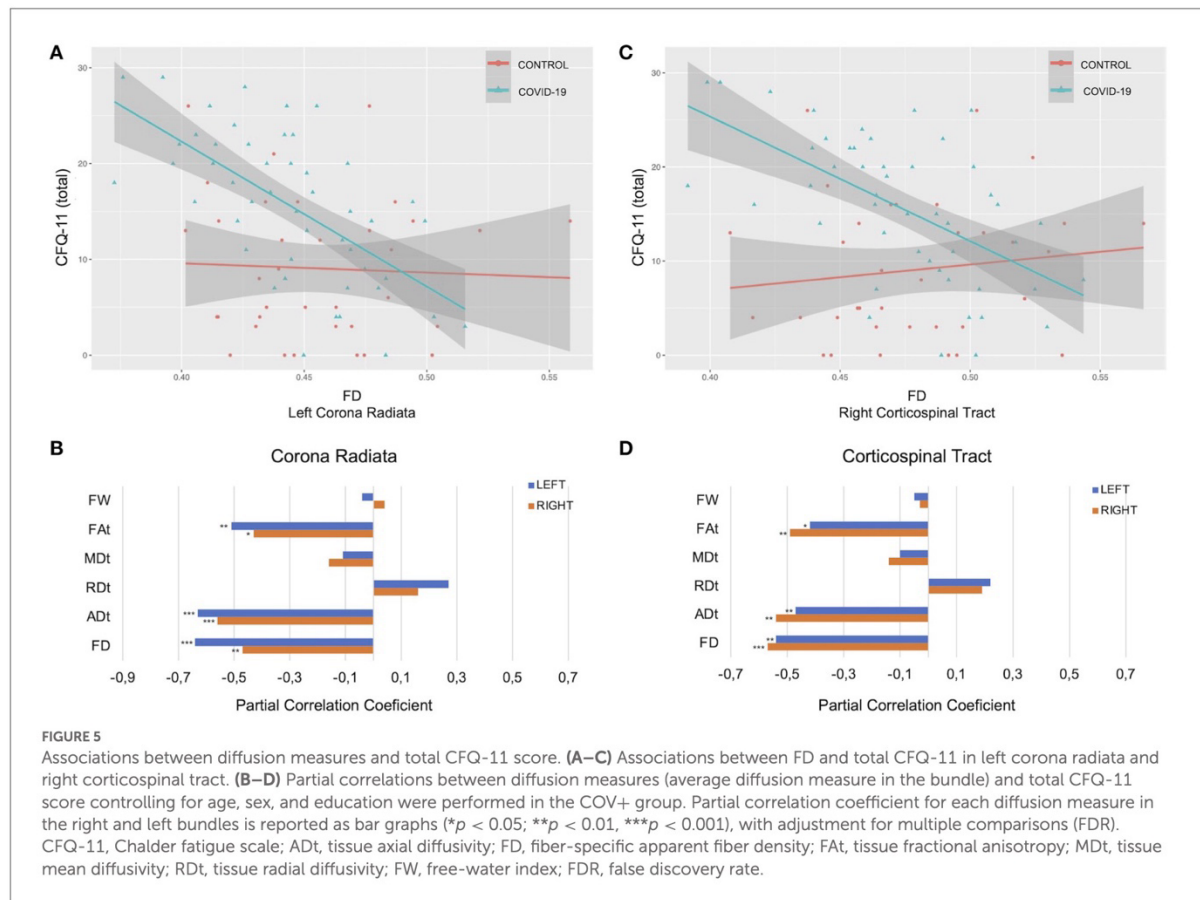 A
CONTROL
COVID-19
CFQ-11 (total)
30
20
10
0
0.40
0.45
0.50
0.55
FD
Left Corona Radiata
C
CONTROL
COVID-19
CFQ-11 (total)
30
20
10
0
0.40
0.45
0.50
0.55
FD
Right Corticospinal Tract
B
Corona Radiata
LEFT
RIGHT
FW
FAt
**
*
MDt
RDt
ADt
***
***
FD
***
**
-0,9 -0,7 -0,5 -0,3 -0,1 0,1 0,3 0,5 0,7
Partial Correlation Coeficient
D
Corticospinal Tract
LEFT
RIGHT
FW
FAt
*
**
MDt
RDt
ADt
**
**
FD
**
***
-0,7 -0,5 -0,3 -0,1 0,1 0,3 0,5 0,7
Partial Correlation Coeficient
FIGURE 5
Associations between diffusion measures and total CFQ-11 score. (A–C) Associations between FD and total CFQ-11 in left corona radiata and
right corticospinal tract. (B–D) Partial correlations between diffusion measures (average diffusion measure in the bundle) and total CFQ-11
score controlling for age, sex, and education were performed in the COV+ group. Partial correlation coefficient for each diffusion measure in
the right and left bundles is reported as bar graphs (*p < 0.05; **p < 0.01, ***p < 0.001), with adjustment for multiple comparisons (FDR).
CFQ-11, Chalder fatigue scale; ADt, tissue axial diffusivity; FD, fiber-specific apparent fiber density; FAt, tissue fractional anisotropy; MDt, tissue
mean diffusivity; RDt, tissue radial diffusivity; FW, free-water index; FDR, false discovery rate.